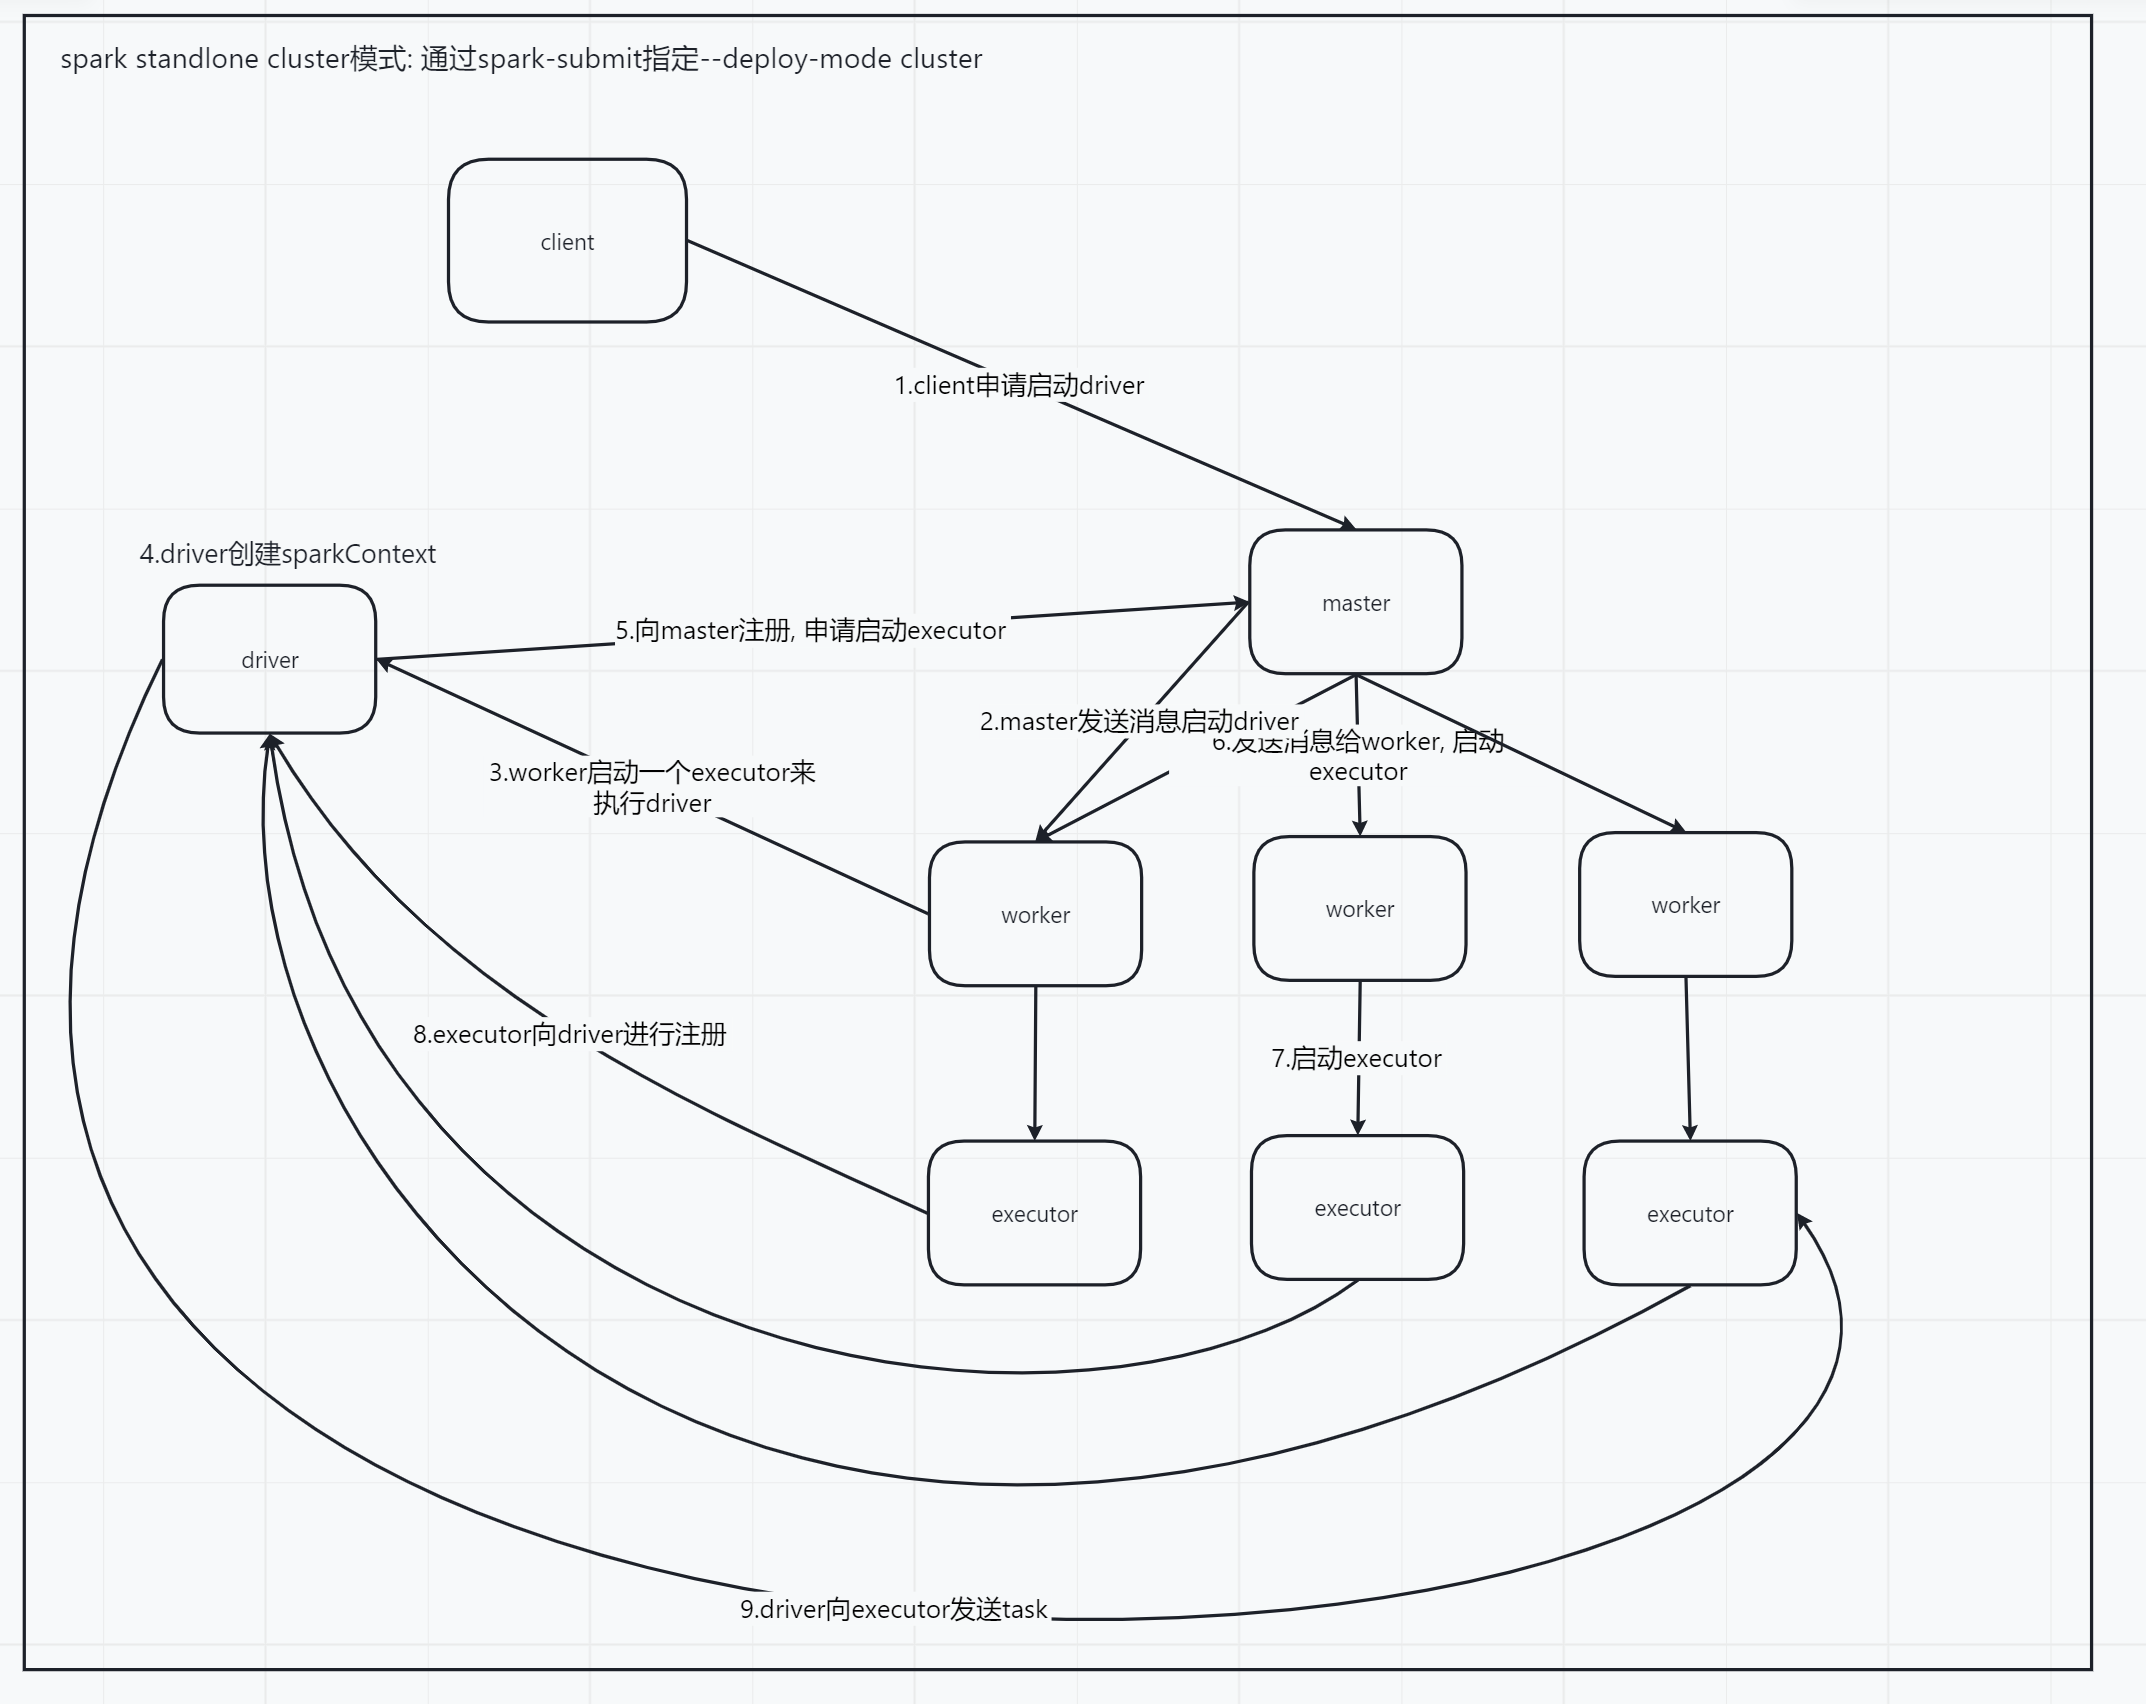 spark standlone cluster模式: 通过spark-submit指定--deploy-mode cluster
client
1.client申请启动driver
4.driver创建sparkContext
master
5.向master注册, 申请启动executor
driver
2.master发送消息启动driver
6.发送消息给worker, 启动
executor
3.worker启动一个executor来
执行driver
worker
worker
worker
8.executor向driver进行注册
7.启动executor
executor
executor
executor
9.driver向executor发送task